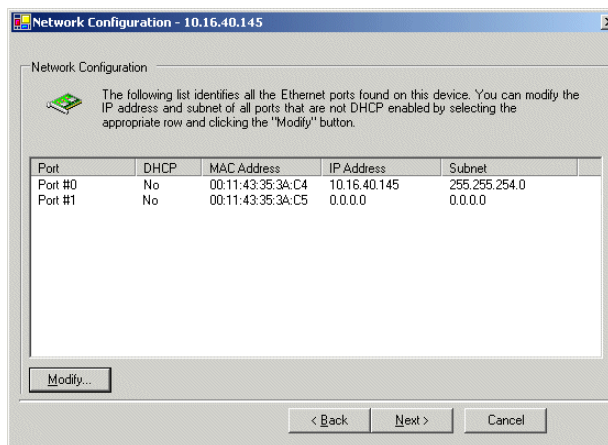 Network Configuration - 10.16.40.145
Network Configuration
The following list identifies all the Ethernet ports found on this device. You can modify the
IP address and subnet of all ports that are not DHCP enabled by selecting the
appropriate row and clicking the "Modify" button.
Port DHCP MAC Address IP Address Subnet
Port #0 No 00:11:43:35:3A:C4 10.16.40.145 255.255.254.0
Port #1 No 00:11:43:35:3A:C5 0.0.0.0 0.0.0.0
Modify...
< Back Next > Cancel